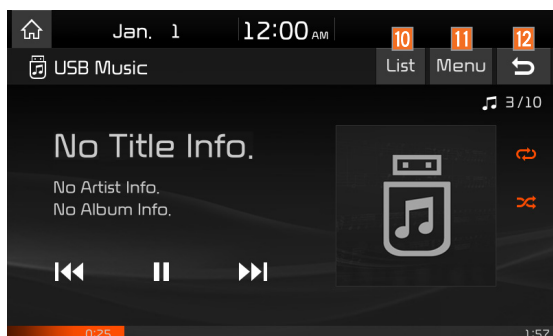 Jan. 1 12:00 AM
10 11 12
USB Music List Menu
3/10
No Title Info.
No Artist Info.
No Album Info.
0:25 1:57